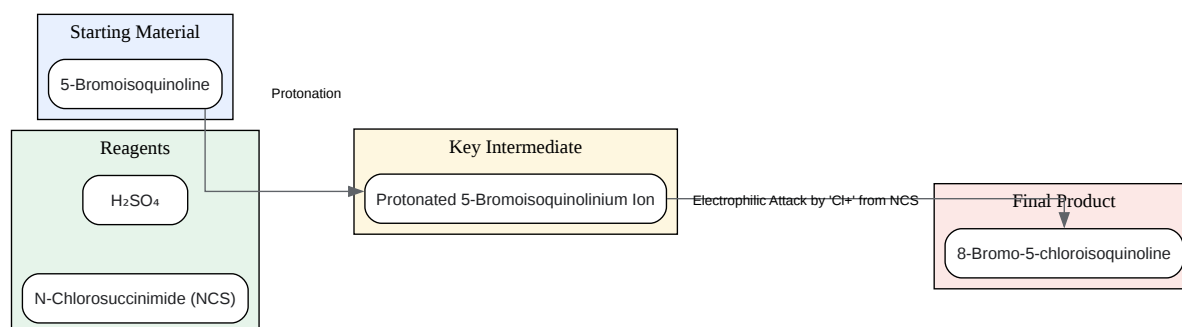 Starting Material
5-Bromoisoquinoline
Protonation
Reagents
H₂SO₄
N-Chlorosuccinimide (NCS)
Key Intermediate
Protonated 5-Bromoisoquinolinium Ion
Electrophilic Attack by 'Cl+' from NCS
Final Product
8-Bromo-5-chloroisoquinoline